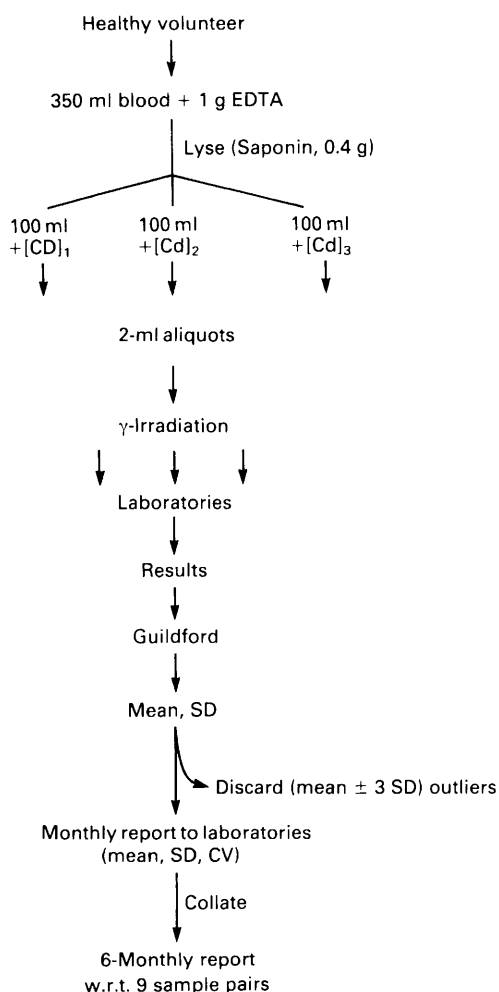 Healthy volunteer
350 ml blood + 1 g EDTA
Lyse (Saponin, 0.4 g)
100 ml
+[CD]₁
100 ml
+[Cd]₂
100 ml
+[Cd]₃
2-ml aliquots
γ-Irradiation
Laboratories
Results
Guildford
Mean, SD
Discard (mean ± 3 SD) outliers
Monthly report to laboratories
(mean, SD, CV)
Collate
6-Monthly report
w.r.t. 9 sample pairs